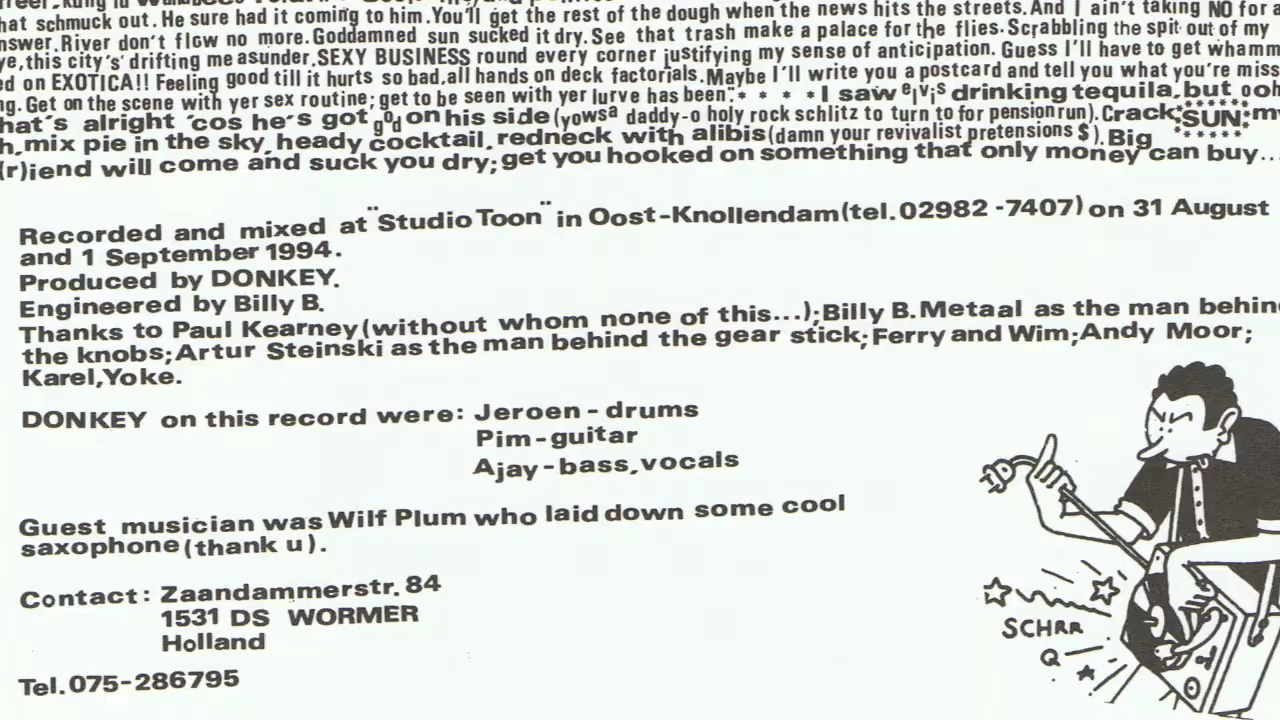 hat schmuck out. He sure had it coming to him. You'll get the rest of the dough when the news hits the streets. And I ain't taking NO for a
nswer. River don't flow no more. Goddamned sun sucked it dry. See that trash make a palace for the flies. Scrabbling the spit out of my
ye, this city's' drifting me asunder. SEXY BUSINESS round every corner justifying my sense of anticipation. Guess I'll have to get whamm
ed on EXOTICA!! Feeling good till it hurts so bad, all hands on deck factorials. Maybe I'll write you a postcard and tell you what you're miss
ng. Get on the scene with yer sex routine; get to be seen with yer lurve has been: * * * * I saw elvis drinking tequila, but ooh
hat's alright 'cos he's got god on his side (yowsa daddy-o holy rock schlitz to turn to for pension run). Crack SUN m
h, mix pie in the sky, heady cocktail, redneck with alibis (damn your revivalist pretensions $). Big
(r)iend will come and suck you dry; get you hooked on something that only money can buy...
Recorded and mixed at "Studio Toon" in Oost-Knollendam (tel. 02982-7407) on 31 August
and 1 September 1994.
Produced by DONKEY.
Engineered by Billy B.
Thanks to Paul Kearney (without whom none of this...); Billy B. Metaal as the man behin
the knobs; Artur Steinski as the man behind the gear stick; Ferry and Wim; Andy Moor;
Karel, Yoke.
DONKEY on this record were: Jeroen - drums
Pim - guitar
Ajay - bass, vocals
Guest musician was Wilf Plum who laid down some cool
saxophone (thank u).
Contact: Zaandammerstr. 84
1531 DS WORMER
Holland
Tel. 075-286795
SCHRR